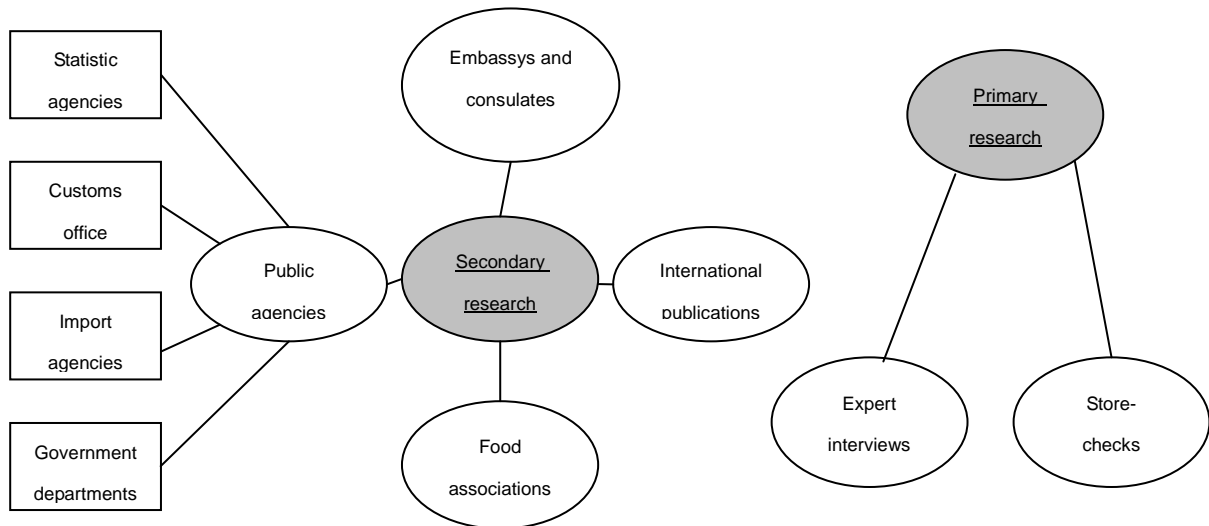 Statistic
agencies
Customs
office
Import
agencies
Government
departments
Public
agencies
Embassys and
consulates
Secondary
research
International
publications
Food
associations
Primary
research
Expert
interviews
Store-
checks